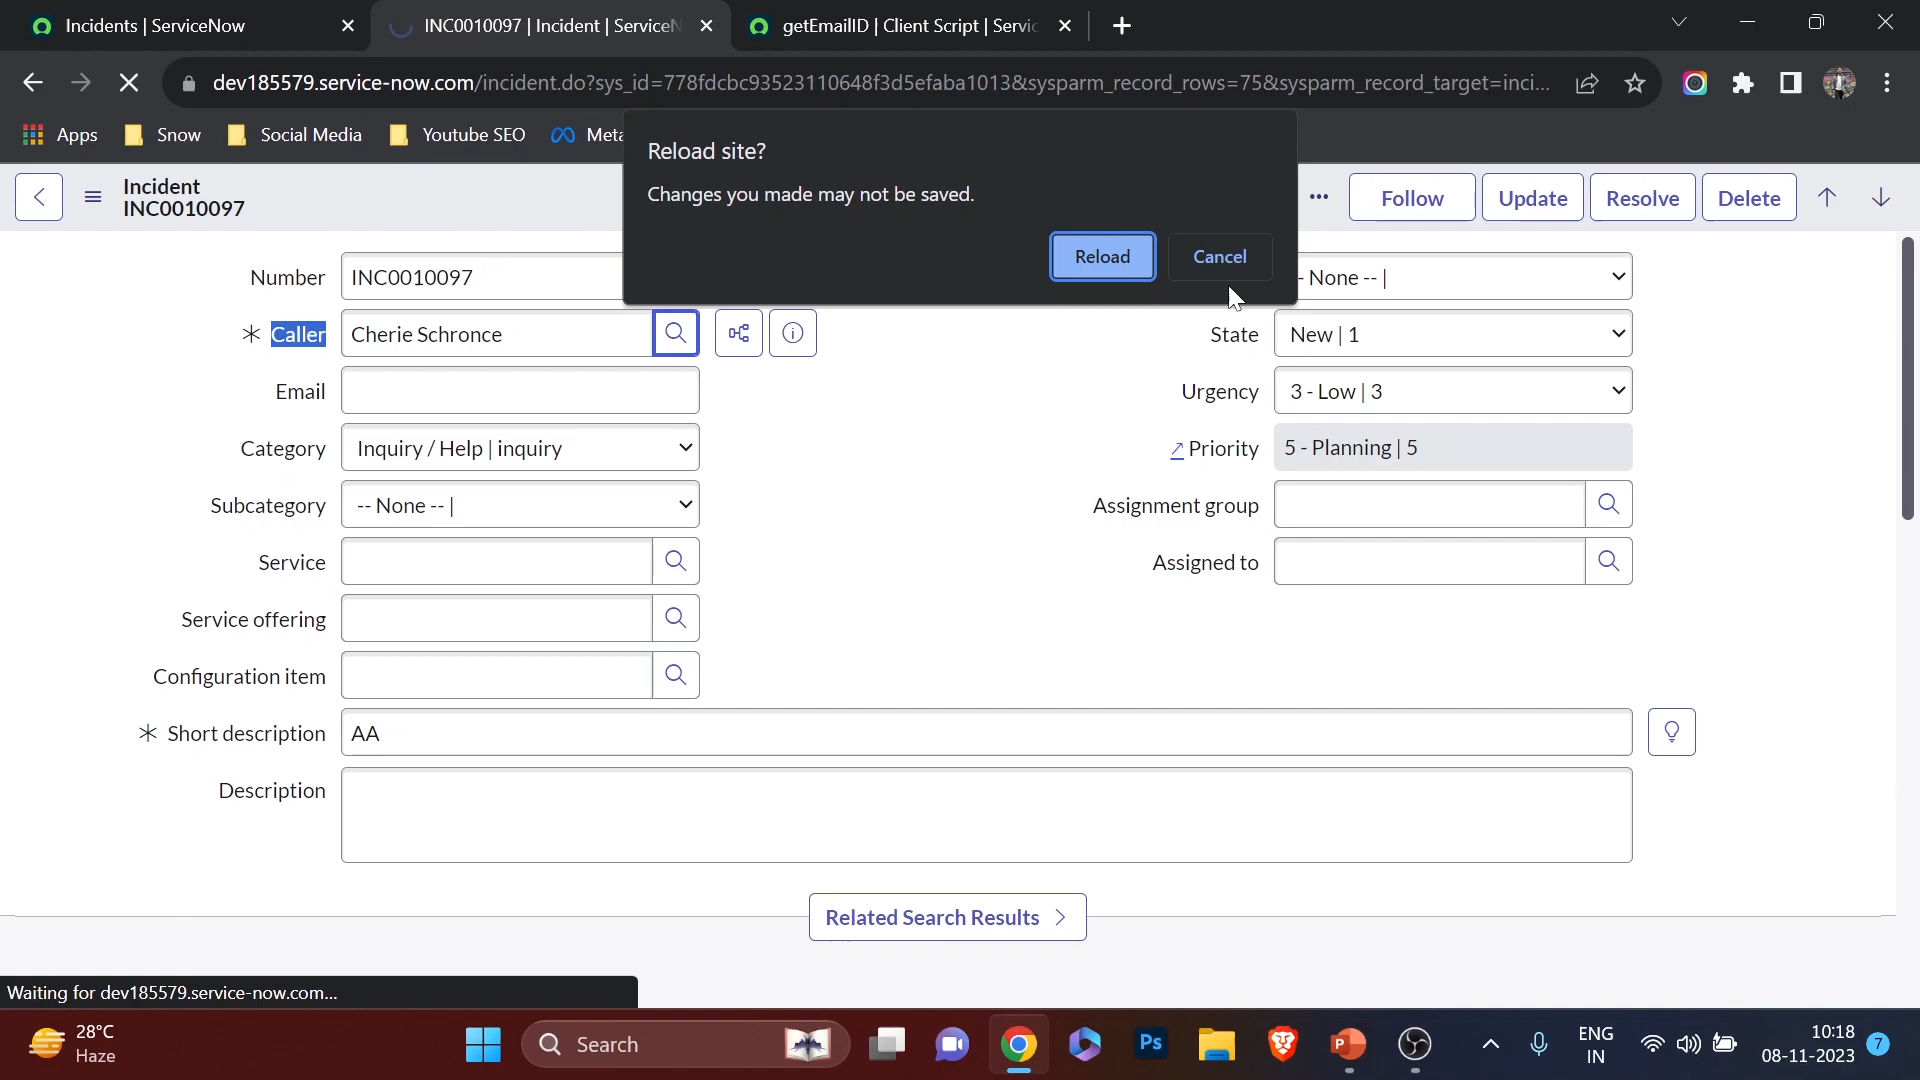 Incidents | ServiceNow
INC0010097 | Incident | Service
getEmailID | Client Script | Servic
dev185579.service-now.com/incident.do?sys_id=778fdcbc93523110648f3d5efaba1013&sysparm_record_rows=75&sysparm_record_target=inci...
Apps
Snow
Social Media
Youtube SEO
Meta
Reload site?
Changes you made may not be saved.
Reload
Cancel
Incident
INC0010097
Follow
Update
Resolve
Delete
Number
INC0010097
- None -- |
* Caller
Cherie Schronce
State
New | 1
Email
Urgency
3 - Low | 3
Category
Inquiry / Help | inquiry
Priority
5 - Planning | 5
Subcategory
-- None -- |
Assignment group
Service
Assigned to
Service offering
Configuration item
* Short description
AA
Description
Related Search Results
Waiting for dev185579.service-now.com...
28°C
Haze
Search
Ps
P
ENG
IN
10:18
08-11-2023
7